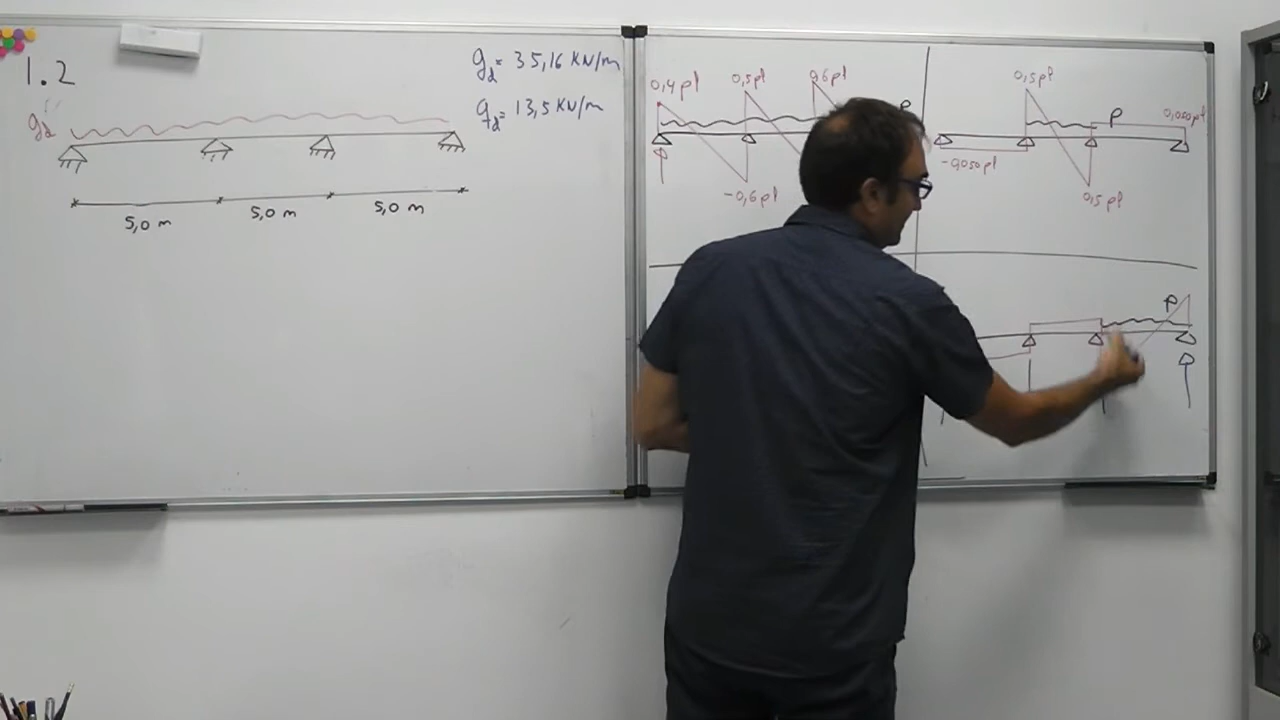 1.2
g_d = 35,16 KN/m
q_d = 13,5 KN/m
g_d
5,0 m
5,0 m
5,0 m
0,4 pl
0,5 pl
0,6 pl
-0,6 pl
P
0,5 pl
P
0,050 pl
-0,050 pl
0,5 pl
P